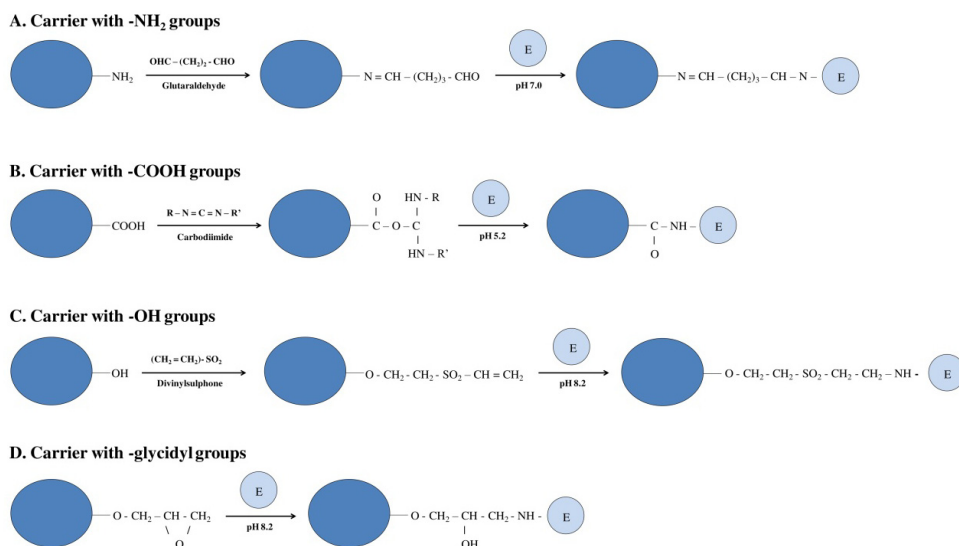 A. Carrier with -NH₂ groups
OHC – (CH₂)₂ - CHO
Glutaraldehyde
NH₂
N = CH – (CH₂)₃ - CHO
E
pH 7.0
N = CH – (CH₂)₃ – CH – N –
E
B. Carrier with -COOH groups
R – N = C = N – R’
Carbodiimide
COOH
O HN - R
C – O – C
HN – R’
E
pH 5.2
C – NH –
E
O
C. Carrier with -OH groups
(CH₂ = CH₂) - SO₂
Divinylsulphone
OH
O - CH₂ – CH₂ - SO₂ – CH = CH₂
E
pH 8.2
O - CH₂ – CH₂ - SO₂ - CH₂ – CH₂ – NH -
E
D. Carrier with -glycidyl groups
O - CH₂ – CH – CH₂
O
E
pH 8.2
O - CH₂ – CH – CH₂ - NH -
E
OH